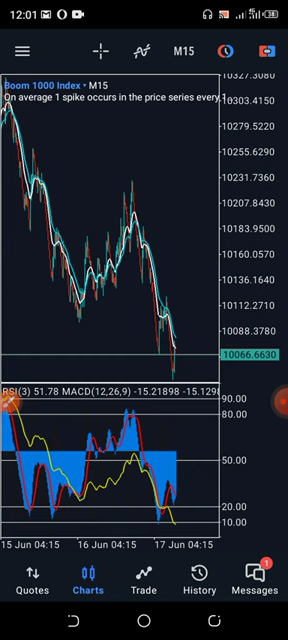 12:01 4G 38
M15
Boom 1000 Index • M15
On average 1 spike occurs in the price series every 1
10327.3080
10303.4150
10279.5220
10255.6290
10231.7360
10207.8430
10183.9500
10160.0570
10136.1640
10112.2710
10088.3780
10066.6630
RSI(3) 51.78 MACD(12,26,9) -15.21898 -15.1291
90.00
80.00
50.00
20.00
10.00
15 Jun 04:15 16 Jun 04:15 17 Jun 04:15
1
Quotes Charts Trade History Messages